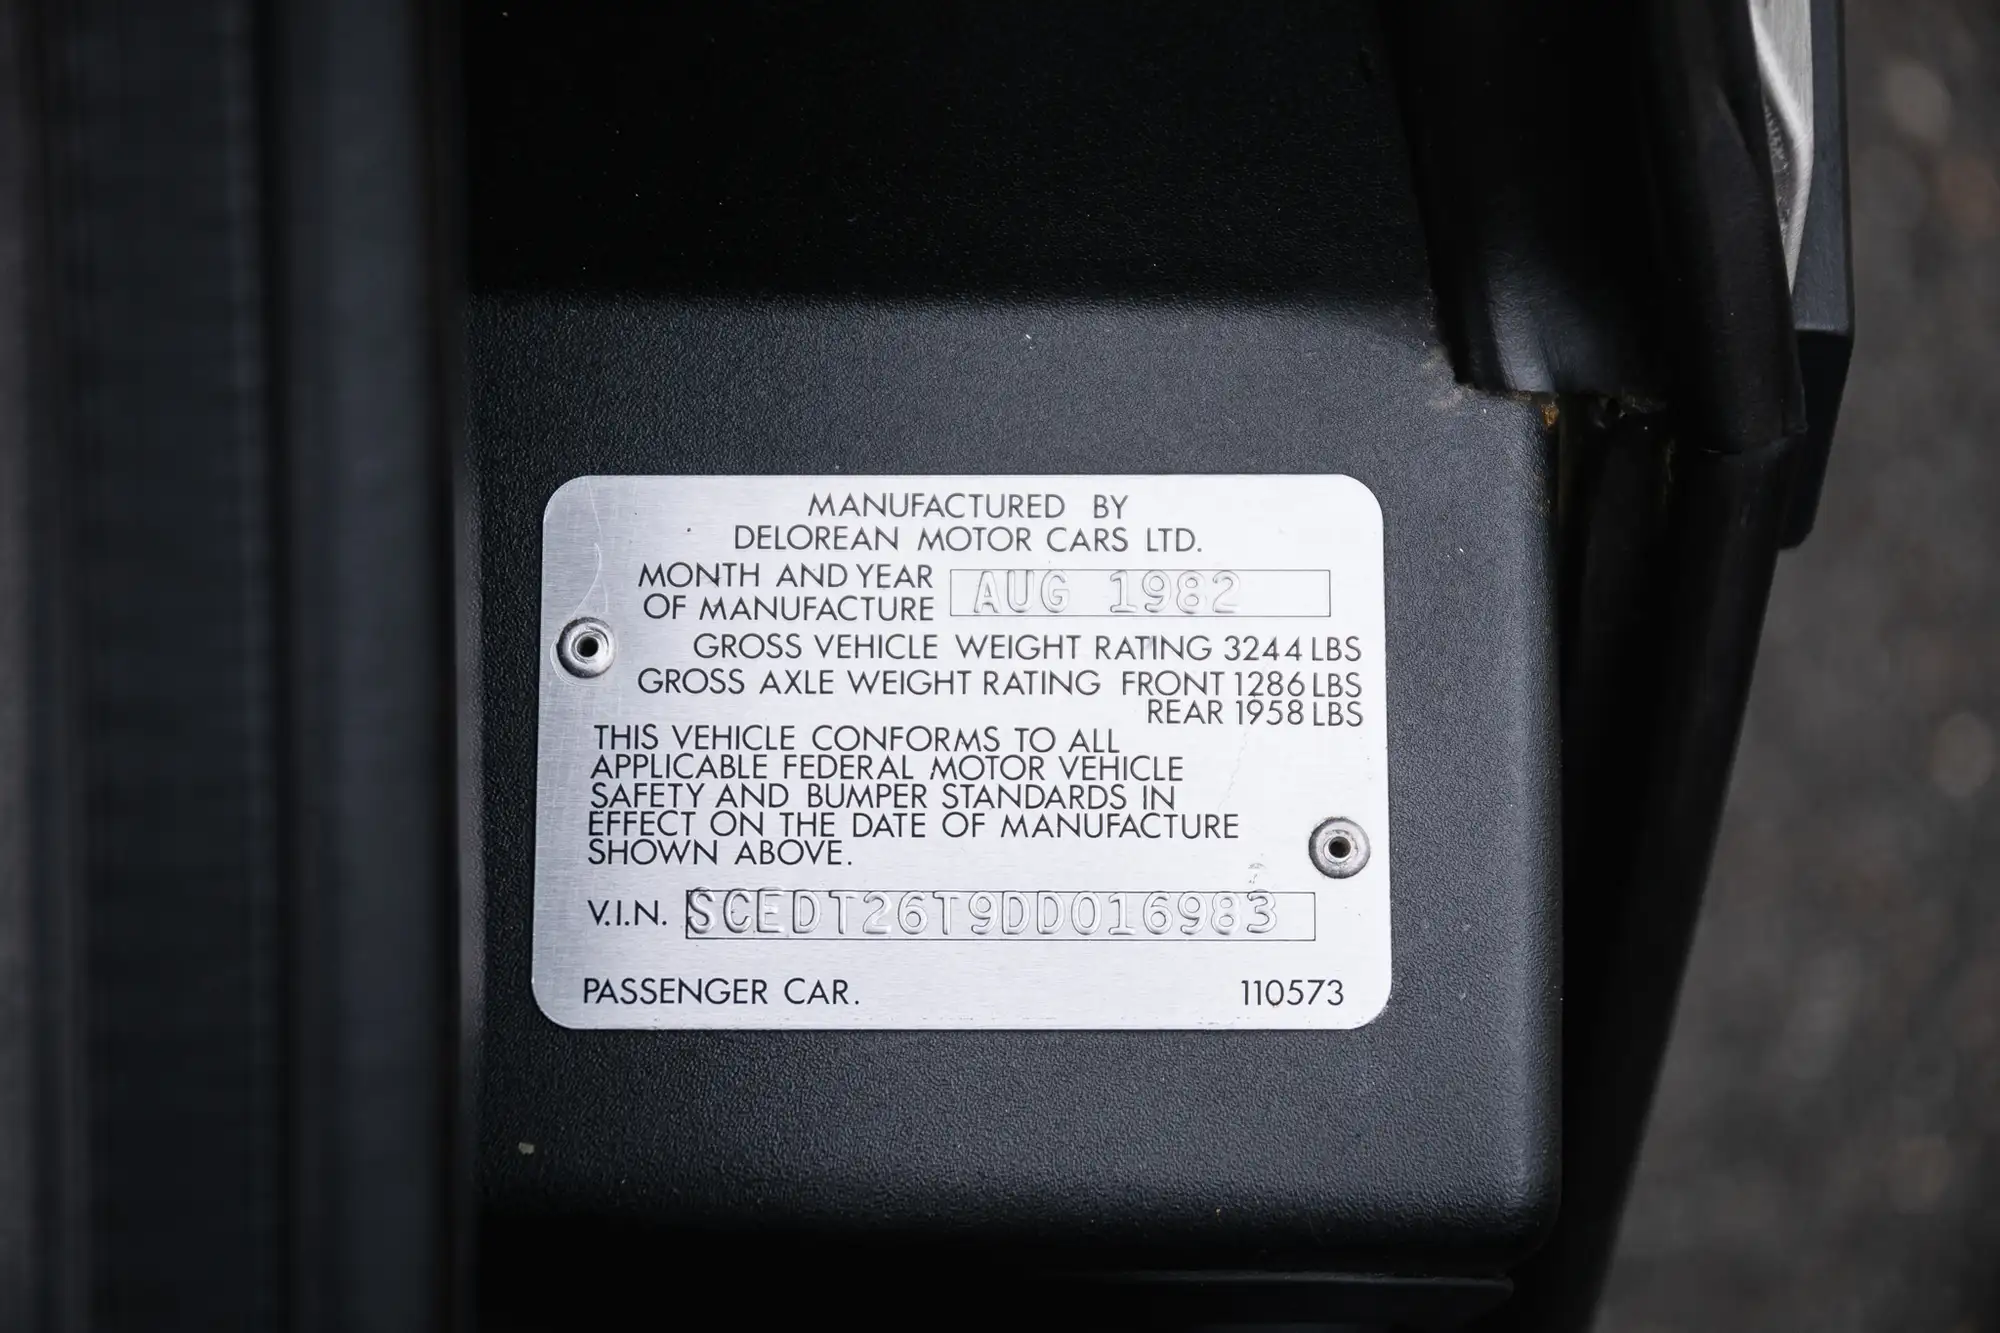 MANUFACTURED BY
DELOREAN MOTOR CARS LTD.
MONTH AND YEAR
OF MANUFACTURE AUG 1982
GROSS VEHICLE WEIGHT RATING 3244 LBS
GROSS AXLE WEIGHT RATING FRONT 1286 LBS
REAR 1958 LBS
THIS VEHICLE CONFORMS TO ALL
APPLICABLE FEDERAL MOTOR VEHICLE
SAFETY AND BUMPER STANDARDS IN
EFFECT ON THE DATE OF MANUFACTURE
SHOWN ABOVE.
V.I.N. SCEDT26T9DD016983
PASSENGER CAR. 110573